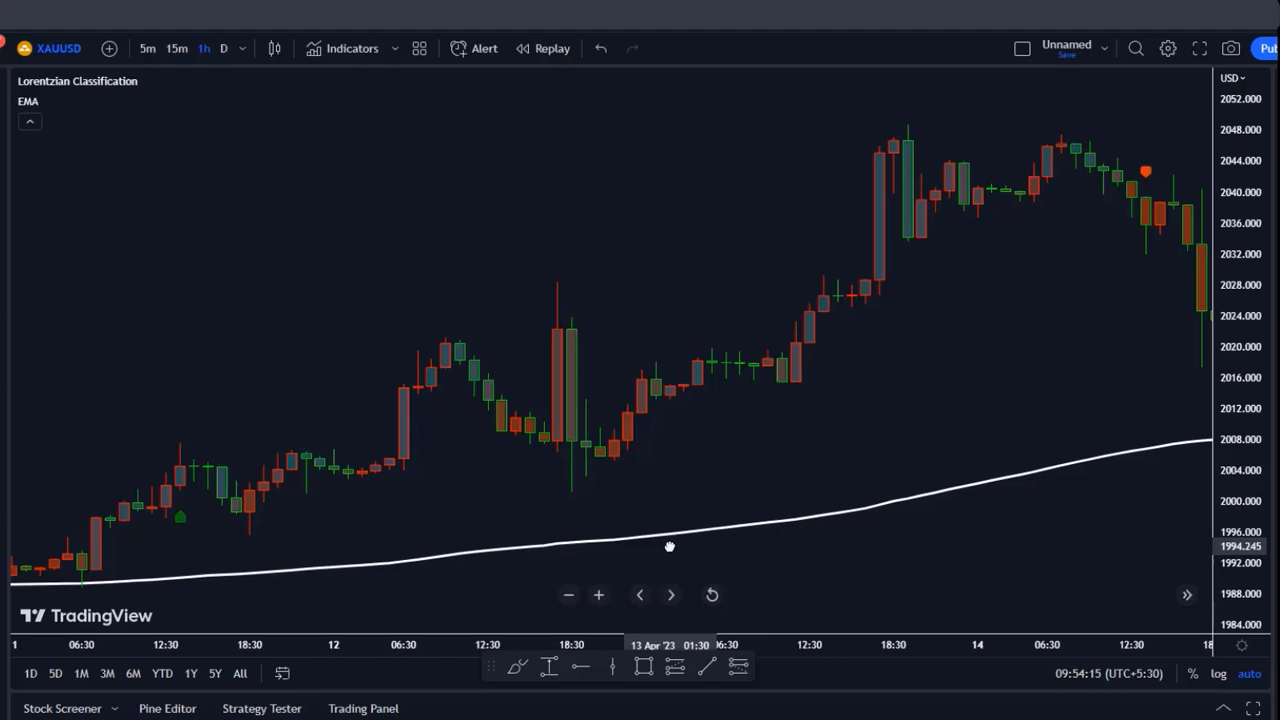 XAUUSD 5m 15m 1h D Indicators Alert Replay Unnamed Save Pub
Lorentzian Classification
EMA
USD
2052.000
2048.000
2044.000
2040.000
2036.000
2032.000
2028.000
2024.000
2020.000
2016.000
2012.000
2008.000
2004.000
2000.000
1996.000
1994.245
1992.000
1988.000
1984.000
TradingView
1 06:30 12:30 18:30 12 06:30 12:30 18:30 13 Apr '23 01:30 06:30 12:30 18:30 14 06:30 12:30 18
1D 5D 1M 3M 6M YTD 1Y 5Y All 09:54:15 (UTC+5:30) % log auto
Stock Screener Pine Editor Strategy Tester Trading Panel